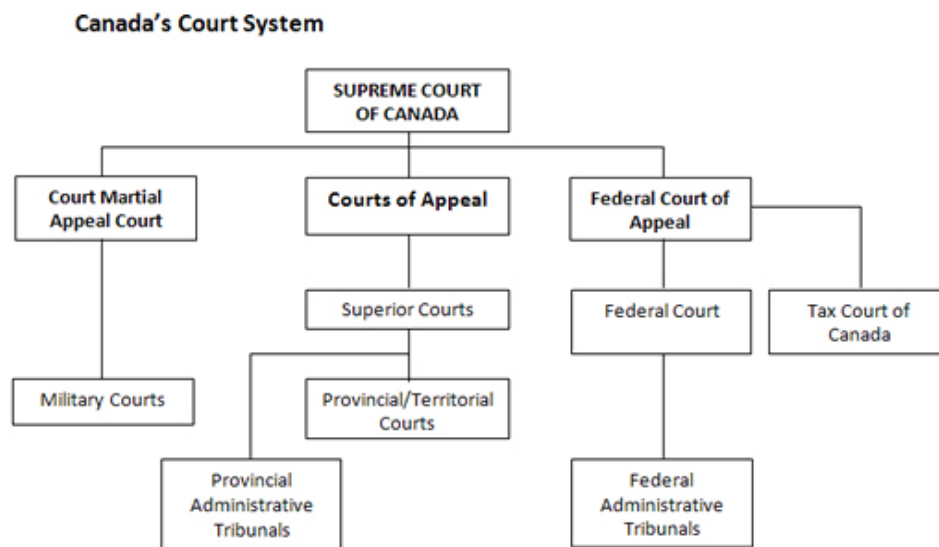 Canada's Court System
SUPREME COURT
OF CANADA
Court Martial
Appeal Court
Courts of Appeal
Federal Court of
Appeal
Superior Courts
Federal Court
Tax Court of
Canada
Military Courts
Provincial/Territorial
Courts
Provincial
Administrative
Tribunals
Federal
Administrative
Tribunals